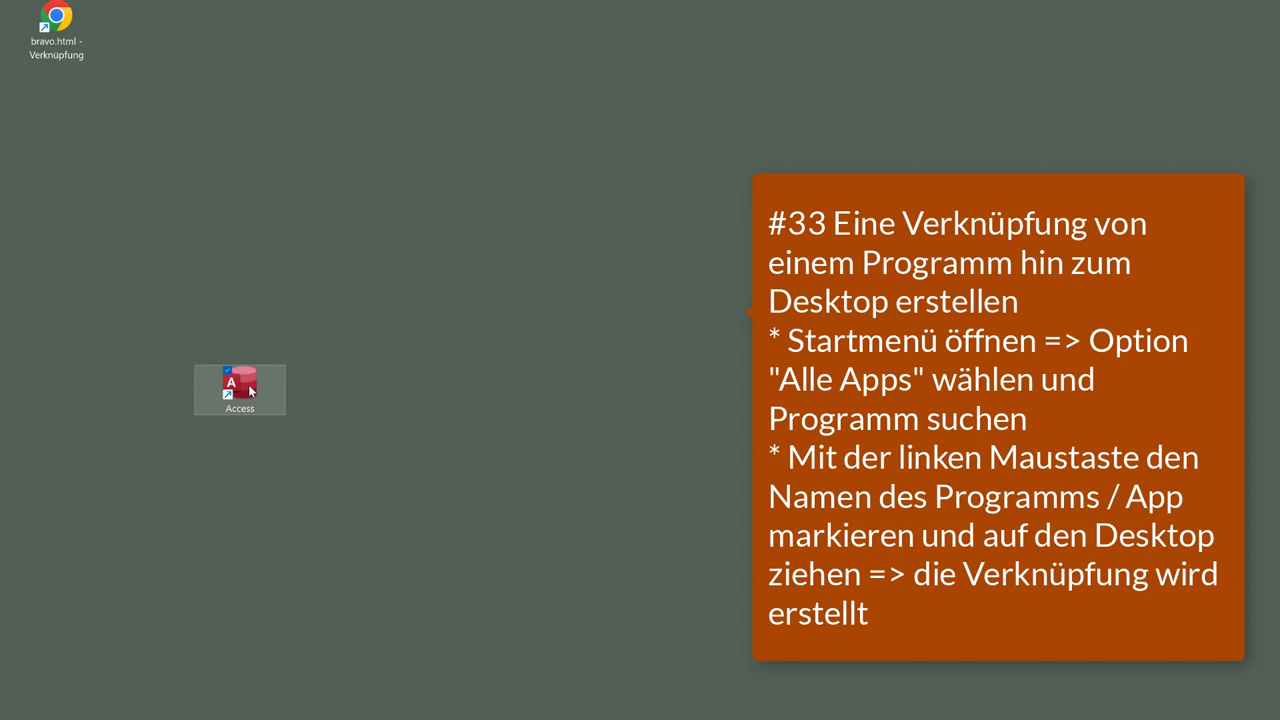 bravo.html -
Verknüpfung
#33 Eine Verknüpfung von
einem Programm hin zum
Desktop erstellen
* Startmenü öffnen => Option
"Alle Apps" wählen und
Programm suchen
* Mit der linken Maustaste den
Namen des Programms / App
markieren und auf den Desktop
ziehen => die Verknüpfung wird
erstellt
A
Access